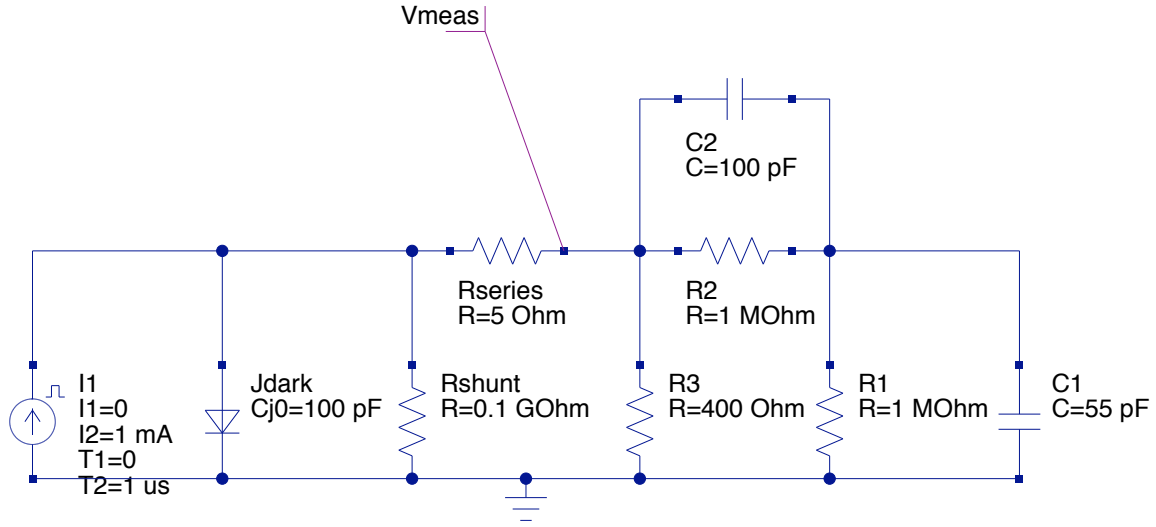 Vmeas
C2
C=100 pF
Rseries
R=5 Ohm
R2
R=1 MOhm
I1
I1=0
I2=1 mA
T1=0
T2=1 us
Jdark
Cj0=100 pF
Rshunt
R=0.1 GOhm
R3
R=400 Ohm
R1
R=1 MOhm
C1
C=55 pF